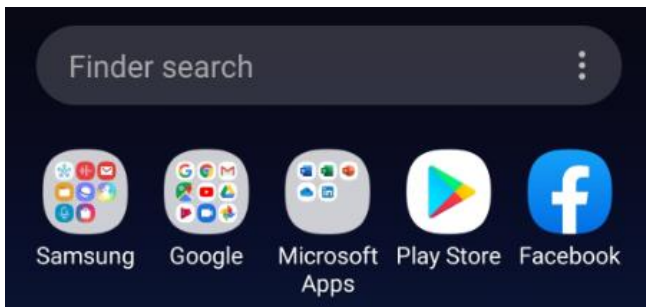 Finder search
Samsung
Google
Microsoft Apps
Play Store
Facebook